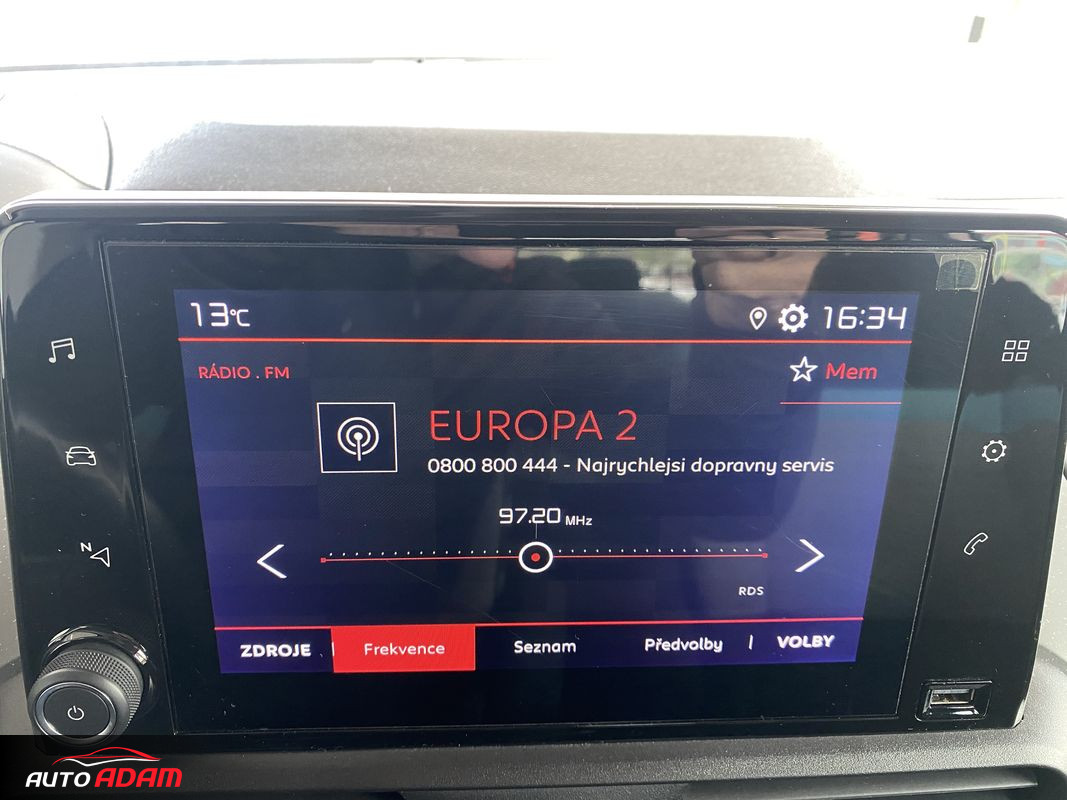 13°C
16:34
RÁDIO . FM
Mem
EUROPA 2
0800 800 444 - Najrychlejsi dopravny servis
97.20 MHz
RDS
ZDROJE | Frekvence Seznam Předvolby | VOLBY
N
AUTO ADAM